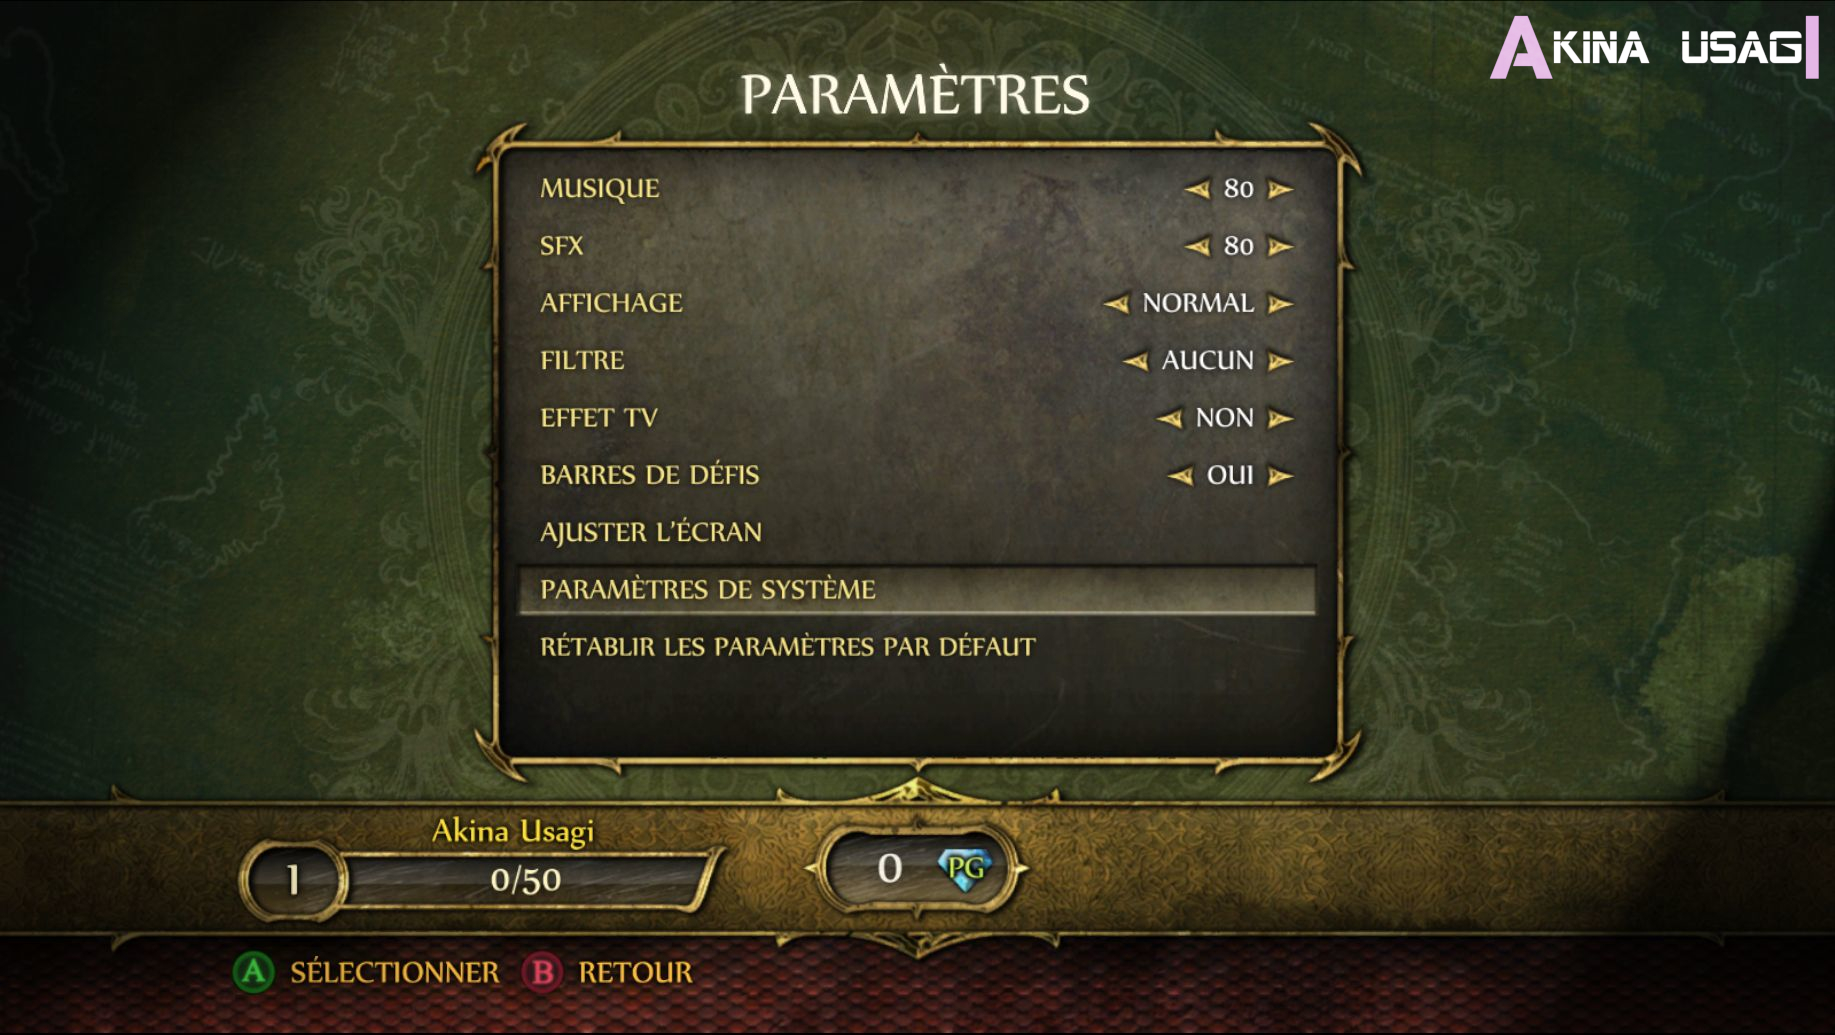 AKINA USAGI
PARAMÈTRES
MUSIQUE 80
SFX 80
AFFICHAGE NORMAL
FILTRE AUCUN
EFFET TV NON
BARRES DE DÉFIS OUI
AJUSTER L'ÉCRAN
PARAMÈTRES DE SYSTÈME
RÉTABLIR LES PARAMÈTRES PAR DÉFAUT
Akina Usagi
1 0/50 0 PG
A SÉLECTIONNER B RETOUR